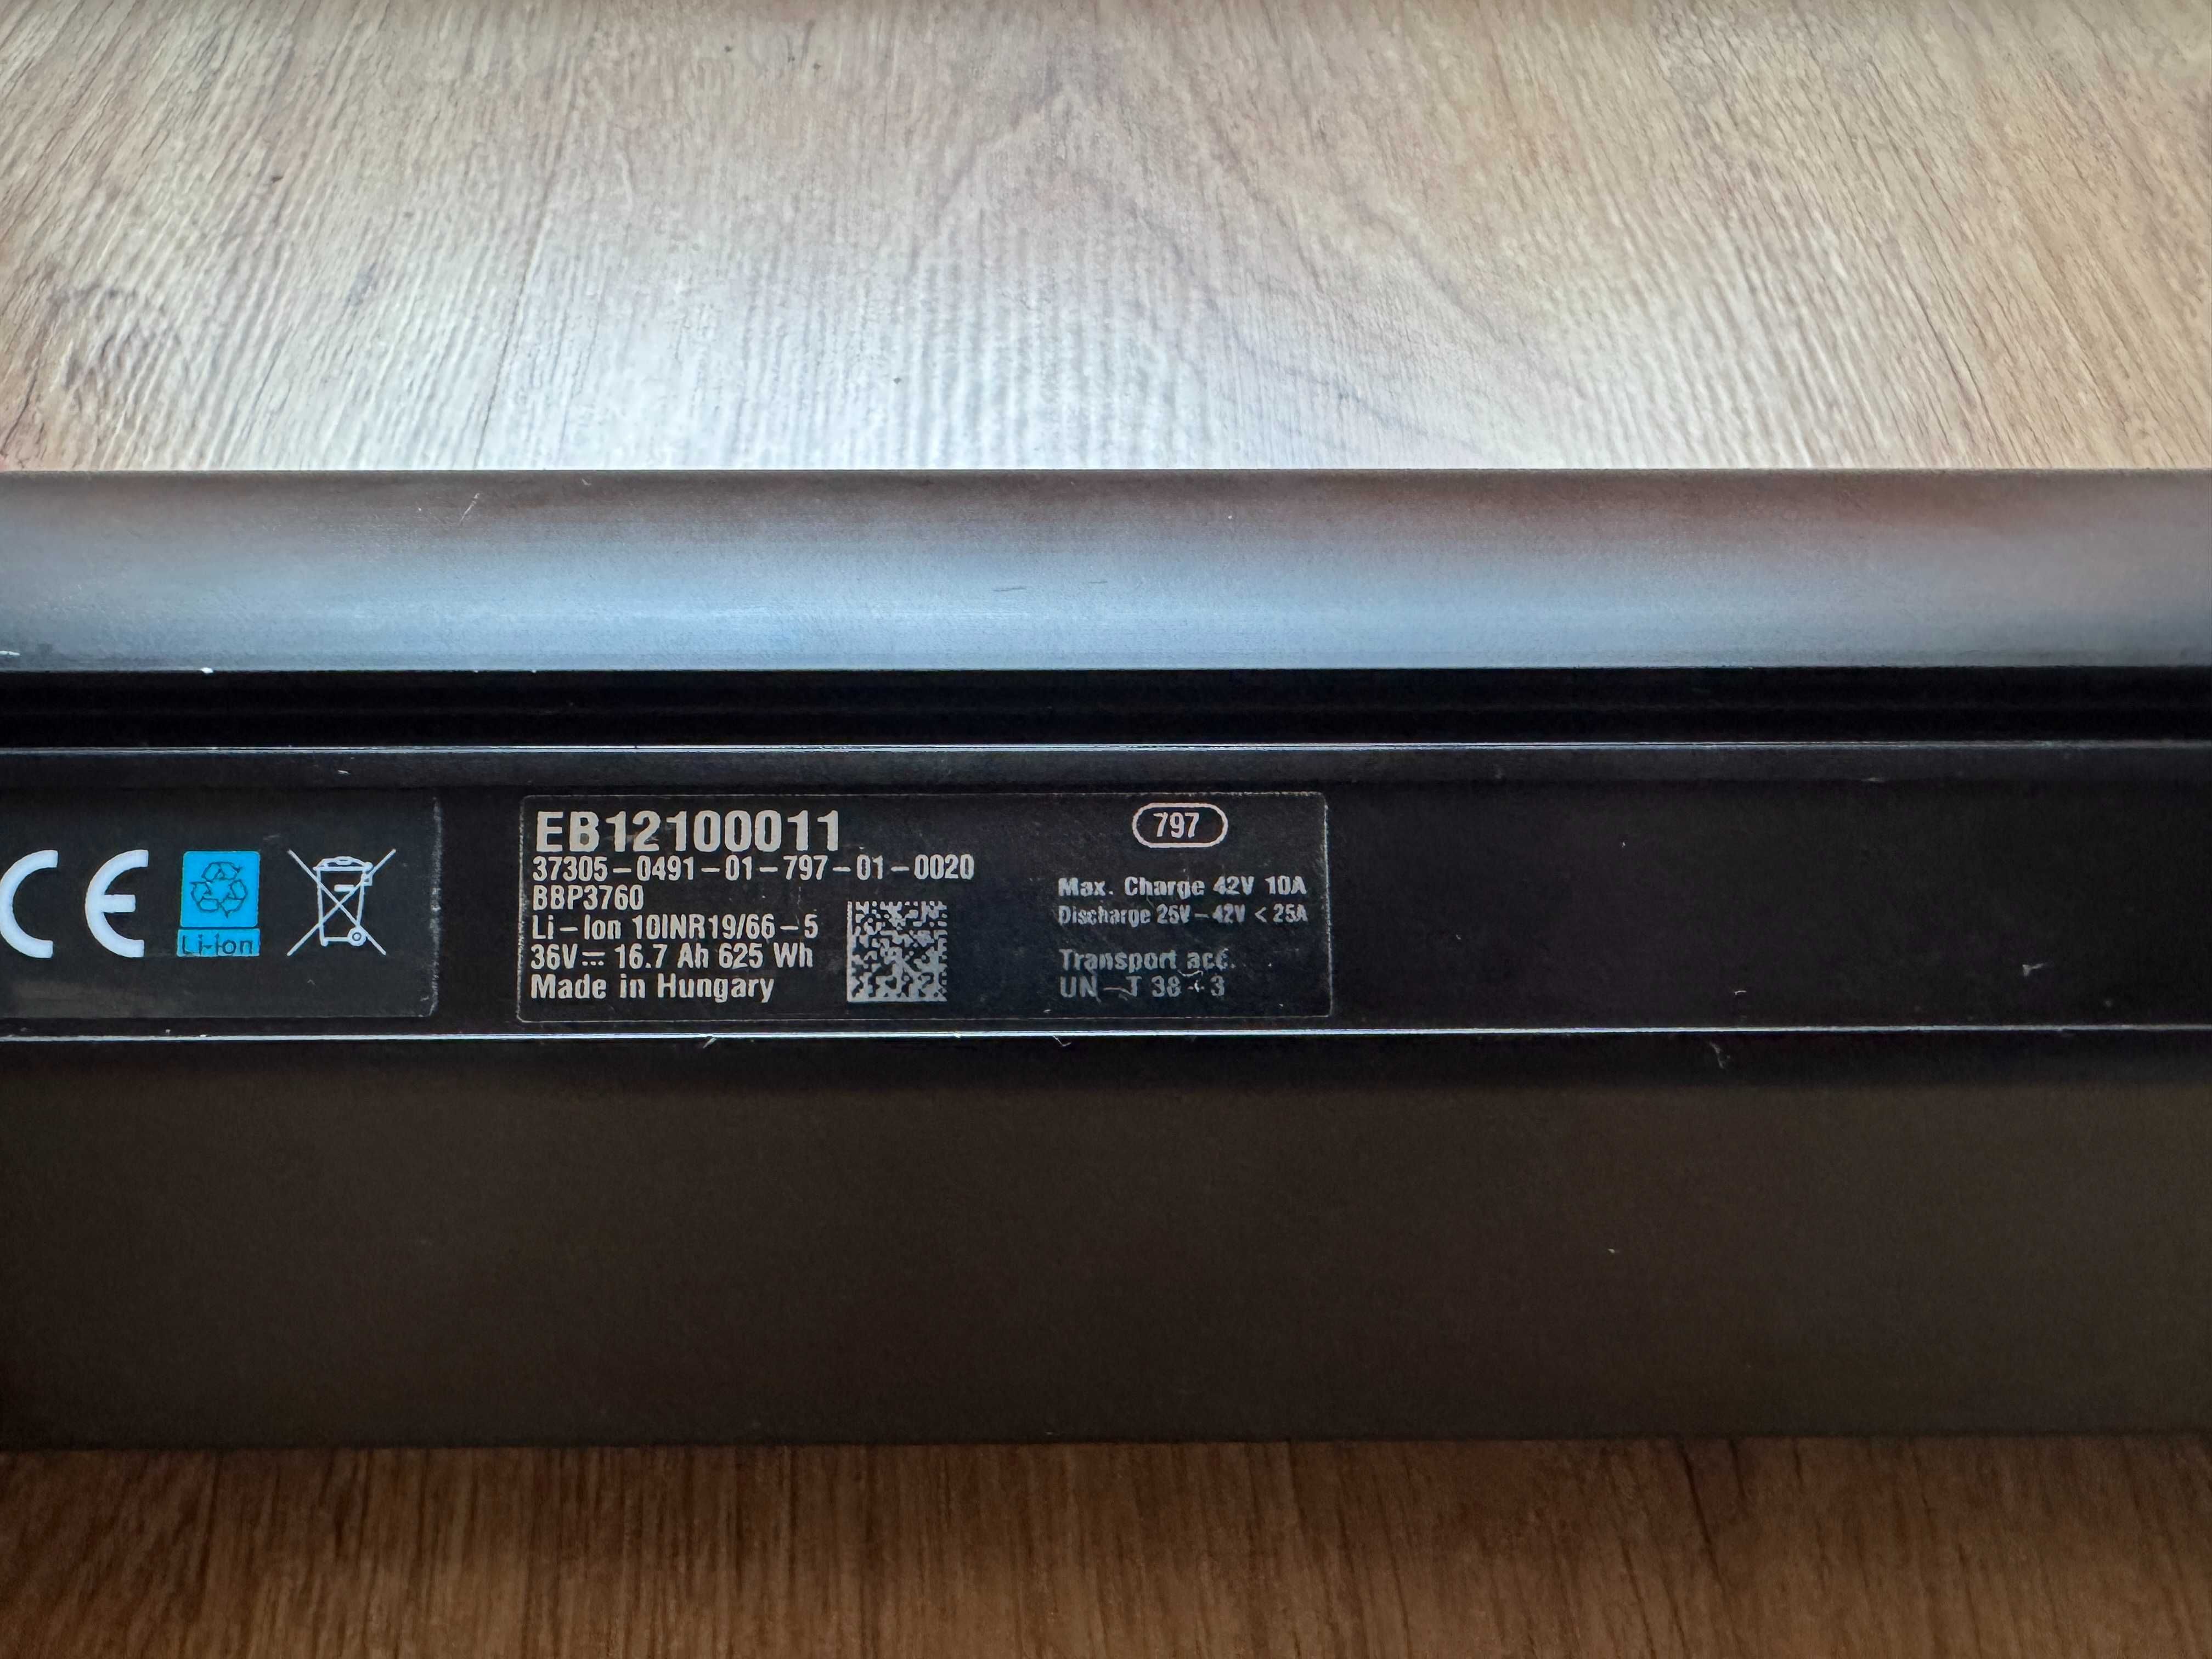 CE
Li-Ion
EB12100011
37305-0491-01-797-01-0020
BBP3760
Li-Ion 10INR19/66-5
36V⎓ 16.7 Ah 625 Wh
Made in Hungary
797
Max. Charge 42V 10A
Discharge 25V-42V < 25A
Transport acc.
UN-T 38-3